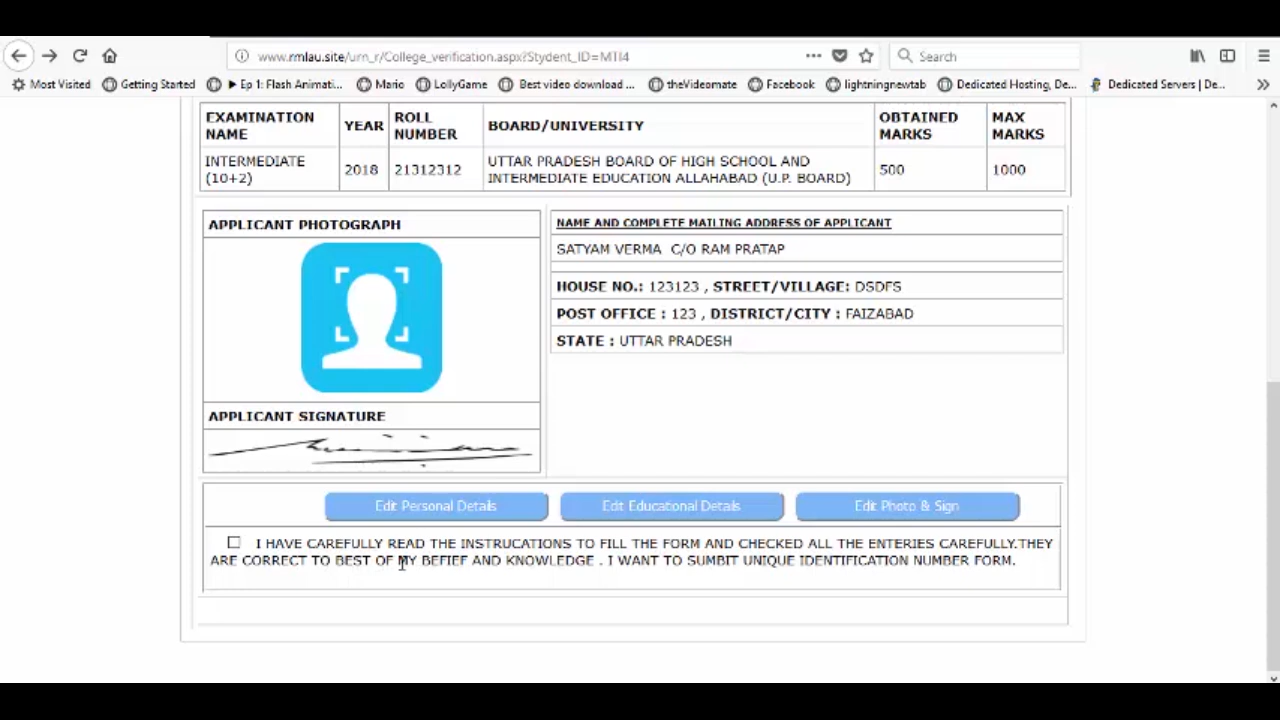 www.rmlau.site/urn_r/College_verification.aspx?Stydent_ID=MTI4
Search
Most Visited Getting Started Ep 1: Flash Animati... Mario LollyGame Best video download ... theVideomate Facebook lightningnewtab Dedicated Hosting, De... Dedicated Servers | De...
EXAMINATION NAME YEAR ROLL NUMBER BOARD/UNIVERSITY OBTAINED MARKS MAX MARKS
INTERMEDIATE (10+2) 2018 21312312 UTTAR PRADESH BOARD OF HIGH SCHOOL AND INTERMEDIATE EDUCATION ALLAHABAD (U.P. BOARD) 500 1000
APPLICANT PHOTOGRAPH
NAME AND COMPLETE MAILING ADDRESS OF APPLICANT
SATYAM VERMA C/O RAM PRATAP
HOUSE NO.: 123123 , STREET/VILLAGE: DSDFS
POST OFFICE : 123 , DISTRICT/CITY : FAIZABAD
STATE : UTTAR PRADESH
APPLICANT SIGNATURE
Edit Personal Details Edit Educational Details Edit Photo & Sign
I HAVE CAREFULLY READ THE INSTRUCATIONS TO FILL THE FORM AND CHECKED ALL THE ENTERIES CAREFULLY.THEY
ARE CORRECT TO BEST OF MY BEFIEF AND KNOWLEDGE . I WANT TO SUMBIT UNIQUE IDENTIFICATION NUMBER FORM.